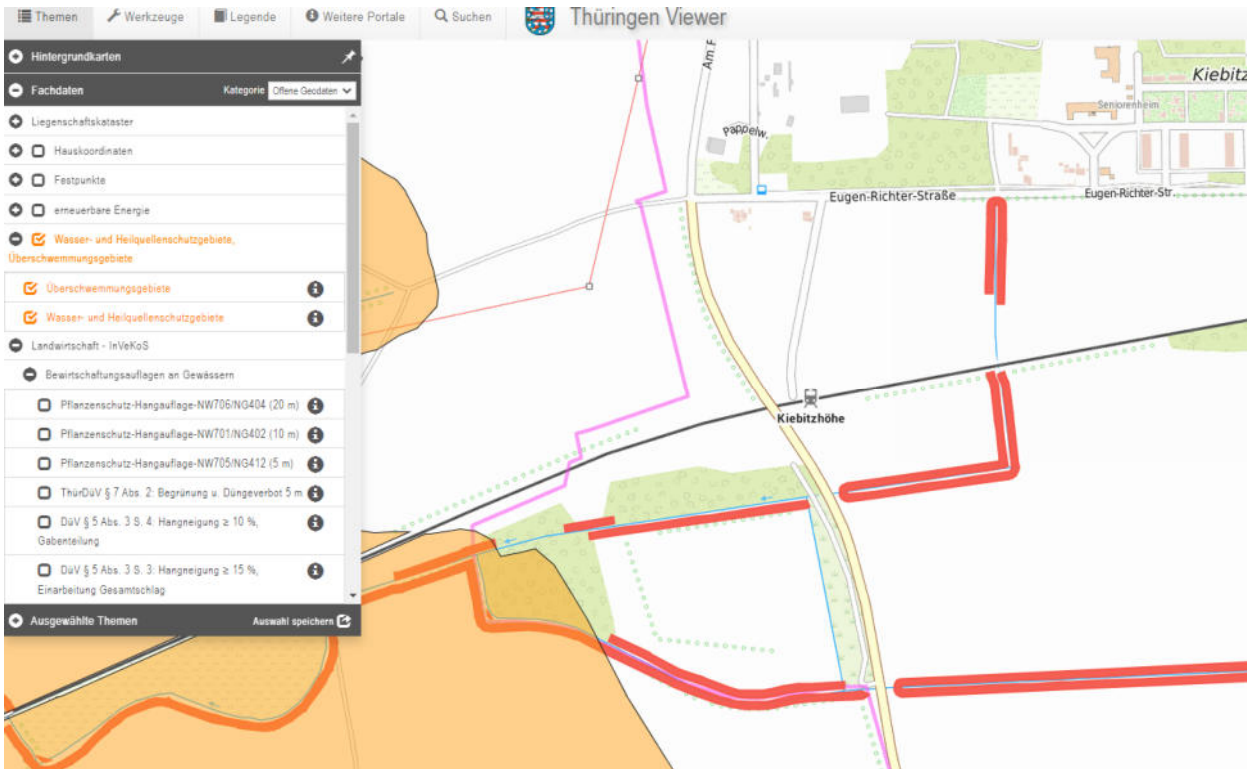 Themen Werkzeuge Legende Weitere Portale Suchen Thüringen Viewer
Hintergrundkarten
Fachdaten Kategorie Offene Geodaten
Liegenschaftskataster
Hauskoordinaten
Festpunkte
erneuerbare Energie
Wasser- und Heilquellenschutzgebiete,
Überschwemmungsgebiete
Überschwemmungsgebiete
Wasser- und Heilquellenschutzgebiete
Landwirtschaft - InVeKoS
Bewirtschaftungsauflagen an Gewässern
Pflanzenschutz-Hangauflage-NW706/NG404 (20 m)
Pflanzenschutz-Hangauflage-NW701/NG402 (10 m)
Pflanzenschutz-Hangauflage-NW705/NG412 (5 m)
ThürDüV § 7 Abs. 2: Begrünung u. Düngeverbot 5 m
DüV § 5 Abs. 3 S. 4: Hangneigung ≥ 10 %,
Gabenteilung
DüV § 5 Abs. 3 S. 3: Hangneigung ≥ 15 %,
Einarbeitung Gesamtschlag
Ausgewählte Themen Auswahl speichern
Am F
Kiebitz
Seniorenheim
Pappelw.
Eugen-Richter-Straße
Eugen-Richter-Str.
Kiebitzhöhe